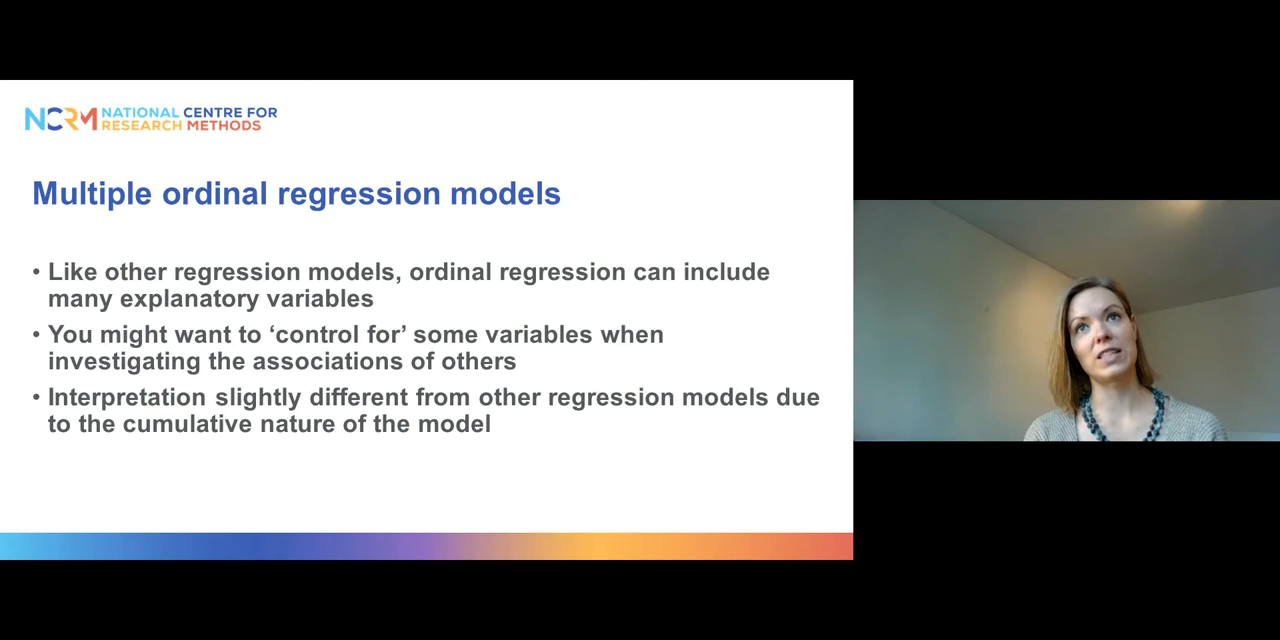 NCRM NATIONAL CENTRE FOR
RESEARCH METHODS
Multiple ordinal regression models
• Like other regression models, ordinal regression can include
many explanatory variables
• You might want to ‘control for’ some variables when
investigating the associations of others
• Interpretation slightly different from other regression models due
to the cumulative nature of the model